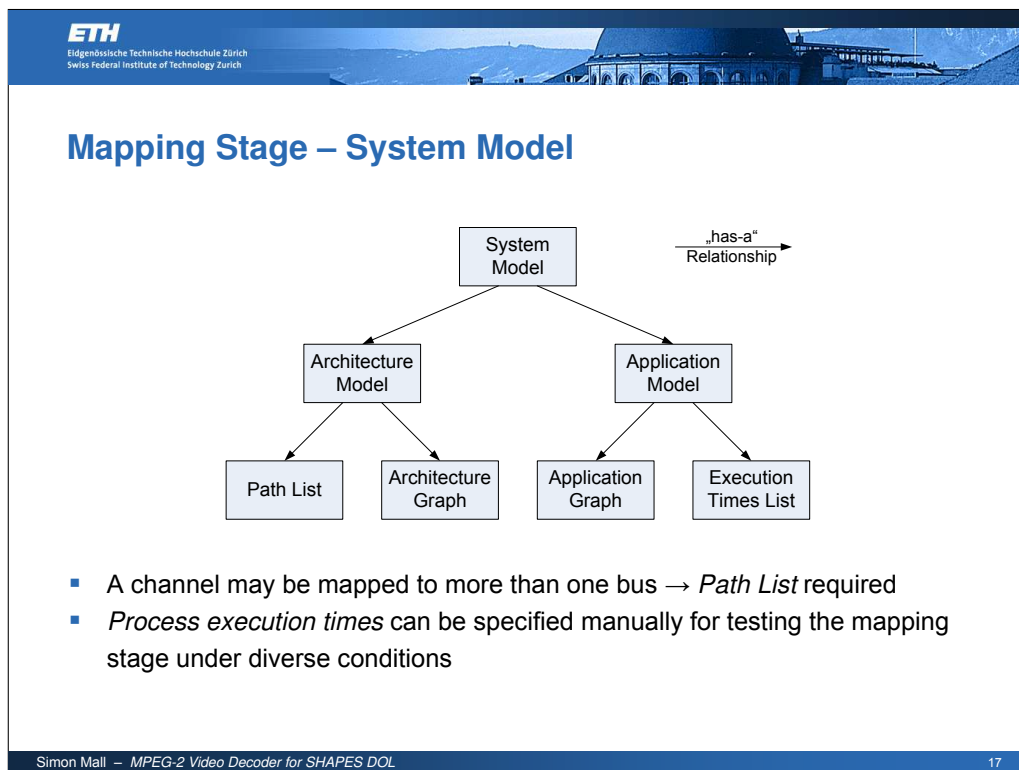 ETH
Eidgenössische Technische Hochschule Zürich
Swiss Federal Institute of Technology Zurich
Mapping Stage – System Model
System
Model
„has-a“
Relationship
Architecture
Model
Application
Model
Path List
Architecture
Graph
Application
Graph
Execution
Times List
▪ A channel may be mapped to more than one bus → Path List required
▪ Process execution times can be specified manually for testing the mapping
stage under diverse conditions
Simon Mall – MPEG-2 Video Decoder for SHAPES DOL
17